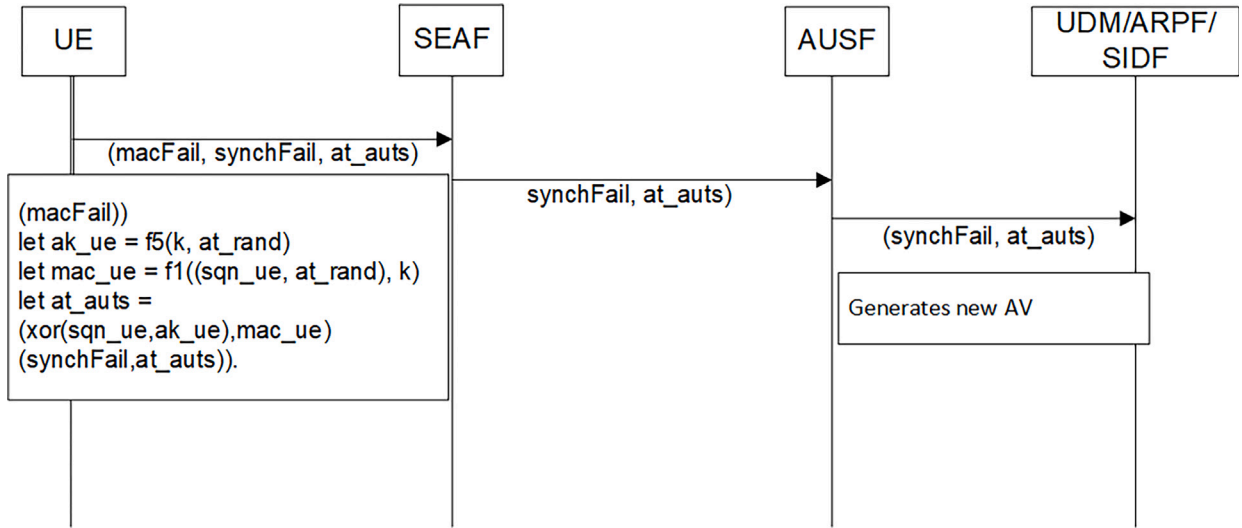 UE
SEAF
AUSF
UDM/ARPF/
SIDF
(macFail, synchFail, at_auts)
synchFail, at_auts)
(synchFail, at_auts)
(macFail))
let ak_ue = f5(k, at_rand)
let mac_ue = f1((sqn_ue, at_rand), k)
let at_auts =
(xor(sqn_ue,ak_ue),mac_ue)
(synchFail,at_auts)).
Generates new AV